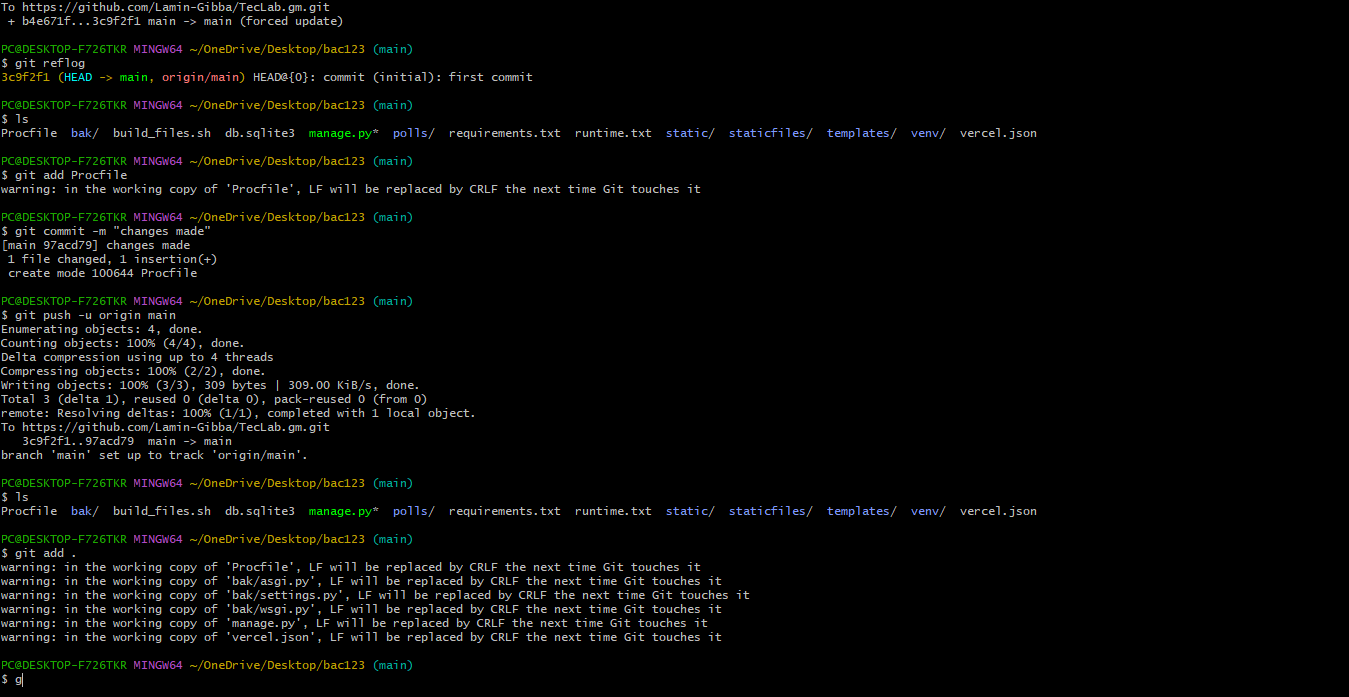 To https://github.com/Lamin-Gibba/TecLab.gm.git
 + b4e671f...3c9f2f1 main -> main (forced update)
PC@DESKTOP-F726TKR MINGW64 ~/OneDrive/Desktop/bac123 (main)
$ git reflog
3c9f2f1 (HEAD -> main, origin/main) HEAD@{0}: commit (initial): first commit
PC@DESKTOP-F726TKR MINGW64 ~/OneDrive/Desktop/bac123 (main)
$ ls
Procfile  bak/  build_files.sh  db.sqlite3  manage.py*  polls/  requirements.txt  runtime.txt  static/  staticfiles/  templates/  venv/  vercel.json
PC@DESKTOP-F726TKR MINGW64 ~/OneDrive/Desktop/bac123 (main)
$ git add Procfile
warning: in the working copy of 'Procfile', LF will be replaced by CRLF the next time Git touches it
PC@DESKTOP-F726TKR MINGW64 ~/OneDrive/Desktop/bac123 (main)
$ git commit -m "changes made"
[main 97acd79] changes made
 1 file changed, 1 insertion(+)
 create mode 100644 Procfile
PC@DESKTOP-F726TKR MINGW64 ~/OneDrive/Desktop/bac123 (main)
$ git push -u origin main
Enumerating objects: 4, done.
Counting objects: 100% (4/4), done.
Delta compression using up to 4 threads
Compressing objects: 100% (2/2), done.
Writing objects: 100% (3/3), 309 bytes | 309.00 KiB/s, done.
Total 3 (delta 1), reused 0 (delta 0), pack-reused 0 (from 0)
remote: Resolving deltas: 100% (1/1), completed with 1 local object.
To https://github.com/Lamin-Gibba/TecLab.gm.git
   3c9f2f1..97acd79  main -> main
branch 'main' set up to track 'origin/main'.
PC@DESKTOP-F726TKR MINGW64 ~/OneDrive/Desktop/bac123 (main)
$ ls
Procfile  bak/  build_files.sh  db.sqlite3  manage.py*  polls/  requirements.txt  runtime.txt  static/  staticfiles/  templates/  venv/  vercel.json
PC@DESKTOP-F726TKR MINGW64 ~/OneDrive/Desktop/bac123 (main)
$ git add .
warning: in the working copy of 'Procfile', LF will be replaced by CRLF the next time Git touches it
warning: in the working copy of 'bak/asgi.py', LF will be replaced by CRLF the next time Git touches it
warning: in the working copy of 'bak/settings.py', LF will be replaced by CRLF the next time Git touches it
warning: in the working copy of 'bak/wsgi.py', LF will be replaced by CRLF the next time Git touches it
warning: in the working copy of 'manage.py', LF will be replaced by CRLF the next time Git touches it
warning: in the working copy of 'vercel.json', LF will be replaced by CRLF the next time Git touches it
PC@DESKTOP-F726TKR MINGW64 ~/OneDrive/Desktop/bac123 (main)
$ g